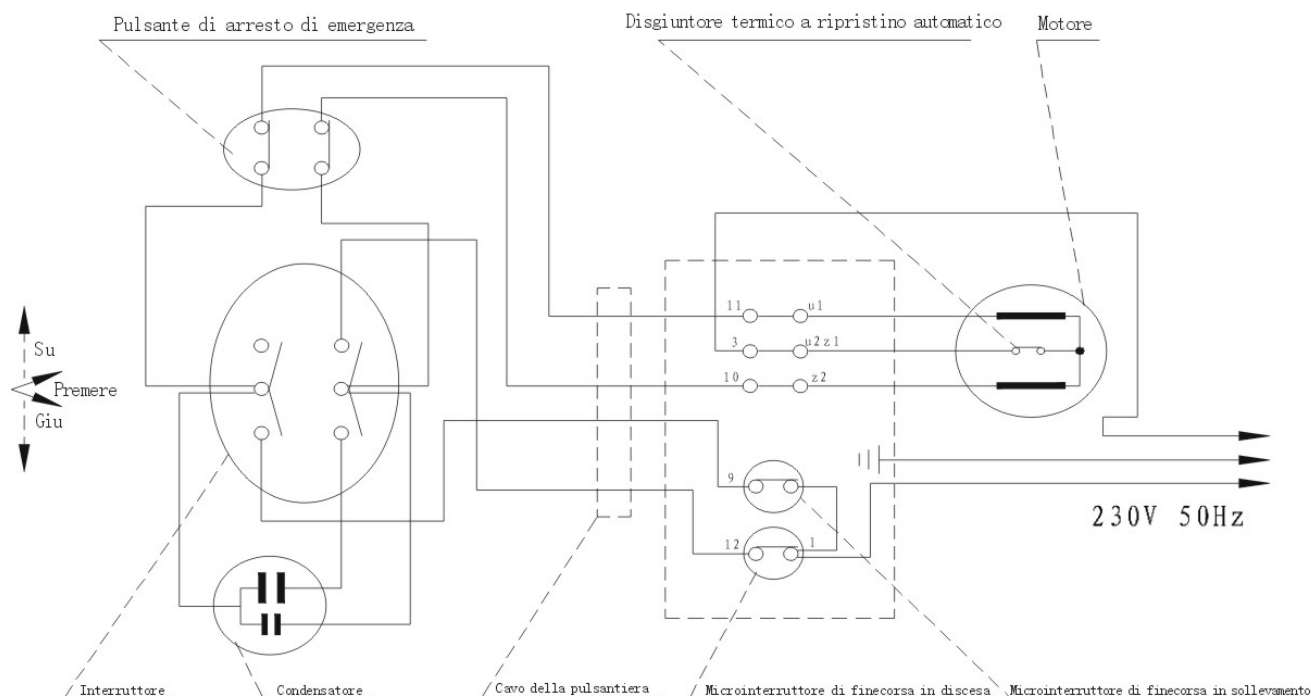 Pulsante di arresto di emergenza
Disgiuntore termico a ripristino automatico
Motore
Su
Premere
Giu
11
u1
3
u2z1
10
z2
9
12
1
230V 50Hz
Interruttore
Condensatore
Cavo della pulsantiera
Microinterruttore di finecorsa in discesa
Microinterruttore di finecorsa in sollevamento